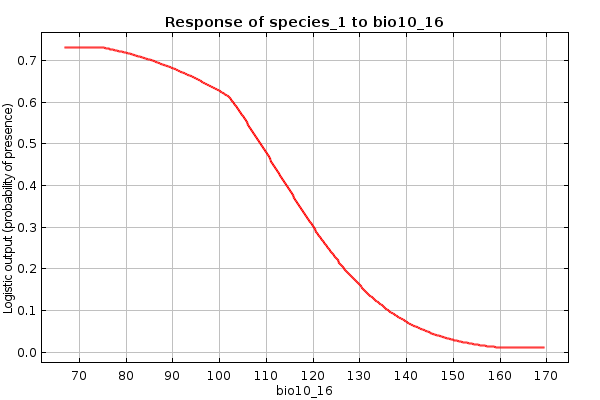 Response of species_1 to bio10_16
Logistic output (probability of presence)
0.7
0.6
0.5
0.4
0.3
0.2
0.1
0.0
70 80 90 100 110 120 130 140 150 160 170
bio10_16